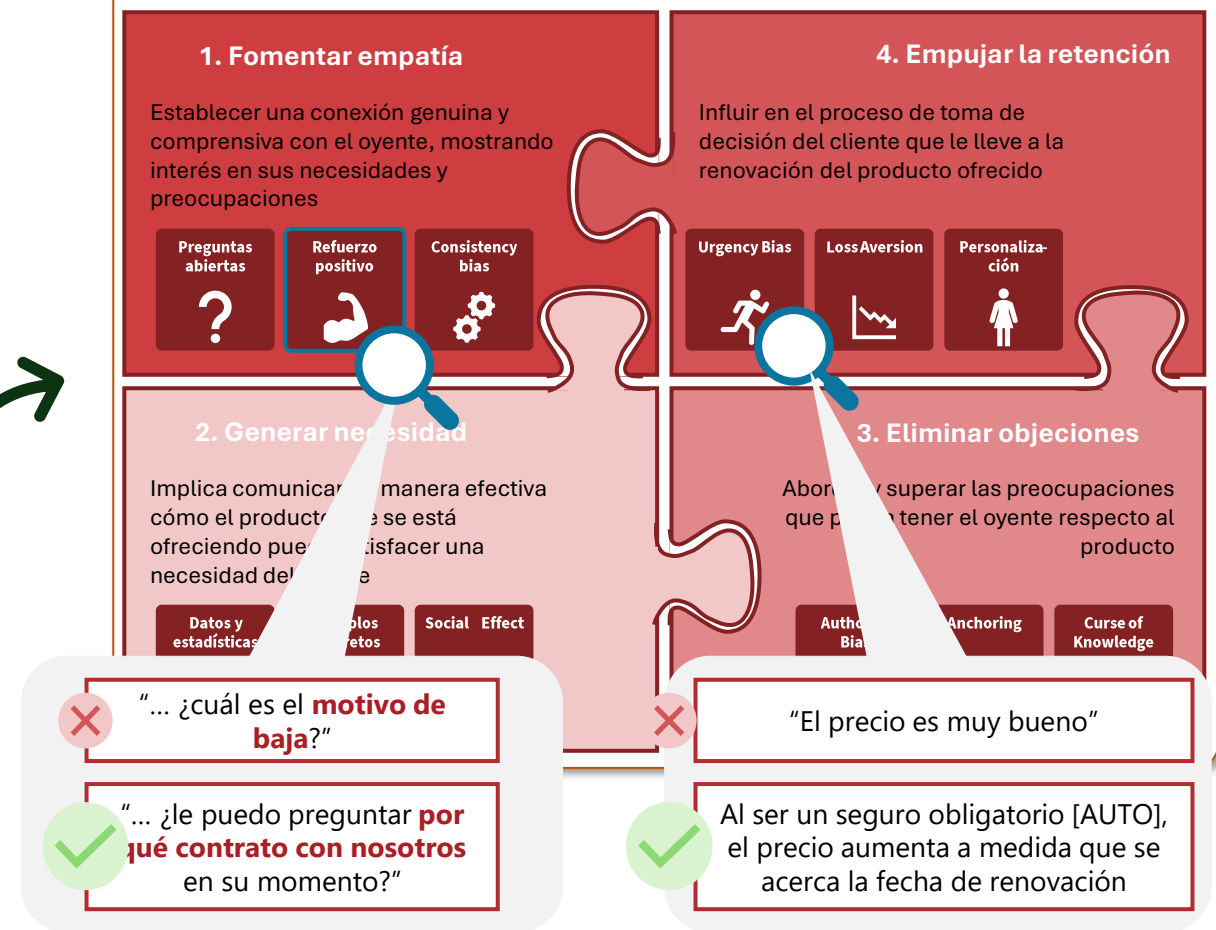 1. Fomentar empatía
Establecer una conexión genuina y
comprensiva con el oyente, mostrando
interés en sus necesidades y
preocupaciones
Preguntas
abiertas
Refuerzo
positivo
Consistency
bias
4. Empujar la retención
Influir en el proceso de toma de
decisión del cliente que le lleve a la
renovación del producto ofrecido
Urgency Bias
Loss Aversion
Personaliza-
ción
2. Generar necesidad
Implica comunicar manera efectiva
cómo el producto se está
ofreciendo una
necesidad
Datos y
estadísticas
Social Effect
3. Eliminar objeciones
y superar las preocupaciones
que tener el oyente respecto al
producto
Anchoring
Curse of
Knowledge
"... ¿cuál es el motivo de
baja?"
"... ¿le puedo preguntar por
qué contrato con nosotros
en su momento?"
"El precio es muy bueno"
Al ser un seguro obligatorio [AUTO],
el precio aumenta a medida que se
acerca la fecha de renovación